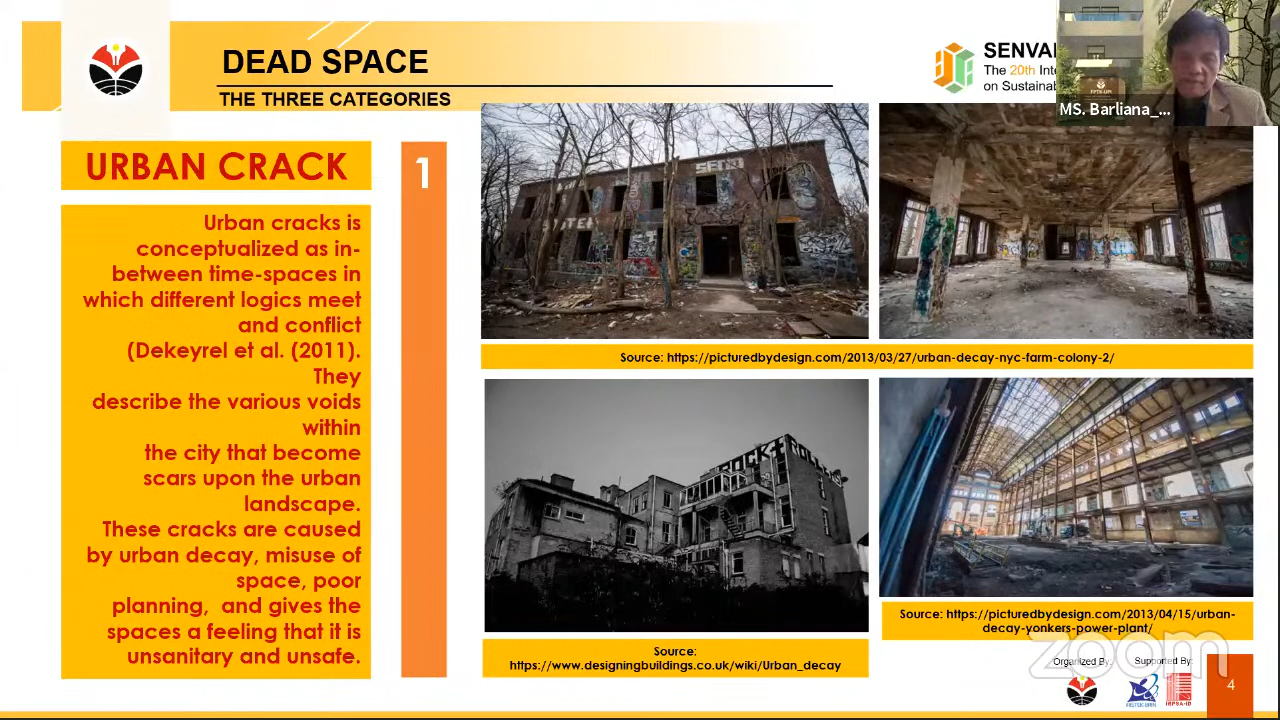 DEAD SPACE
THE THREE CATEGORIES
SENVA
The 20th Inte
on Sustainab
MS. Barliana_...
URBAN CRACK
1
Urban cracks is
conceptualized as in-
between time-spaces in
which different logics meet
and conflict
(Dekeyrel et al. (2011).
They
describe the various voids
within
the city that become
scars upon the urban
landscape.
These cracks are caused
by urban decay, misuse of
space, poor
planning, and gives the
spaces a feeling that it is
unsanitary and unsafe.
Source: https://picturedbydesign.com/2013/03/27/urban-decay-nyc-farm-colony-2/
ROCK + ROLL
Source:
https://www.designingbuildings.co.uk/wiki/Urban_decay
Source: https://picturedbydesign.com/2013/04/15/urban-
decay-yonkers-power-plant/
zoom
Organized By:
Supported By:
4